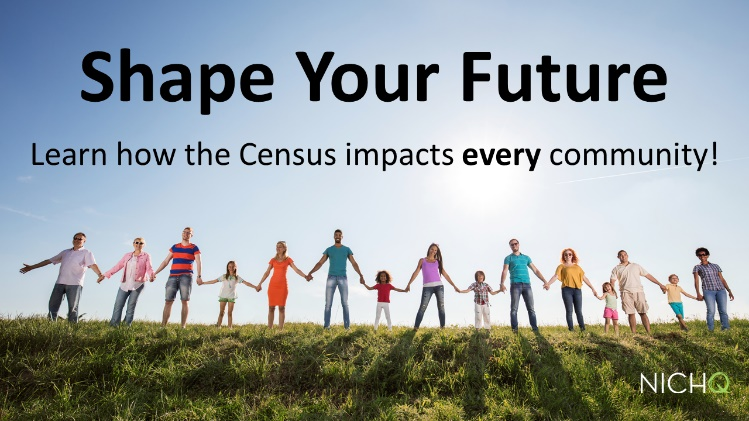 Shape Your Future
Learn how the Census impacts every community!
NICHQ